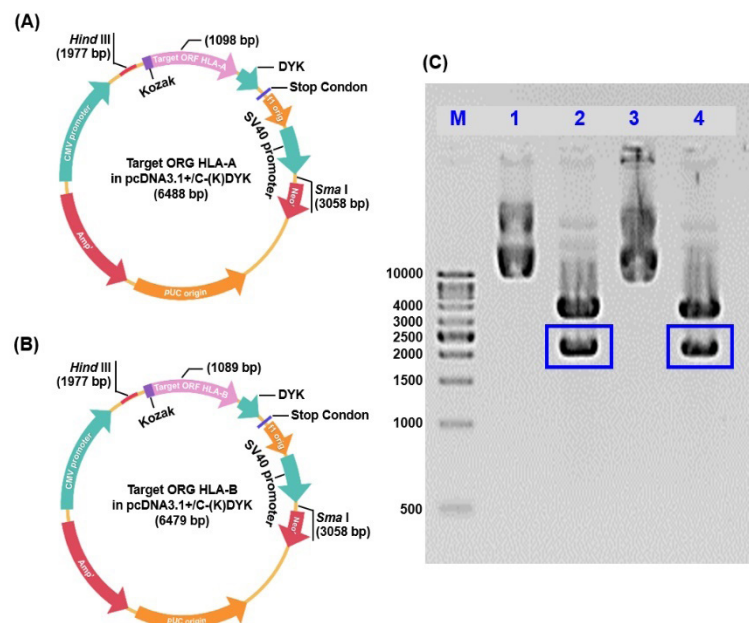 (A)
Hind III
(1977 bp)
(1098 bp)
Target ORF HLA-A
Kozak
DYK
Stop Condon
f1 orig
SV40 promoter
CMV promoter
Target ORG HLA-A
in pcDNA3.1+/C-(K)DYK
(6488 bp)
Sma I
(3058 bp)
Neoʳ
Ampʳ
pUC origin
(B)
Hind III
(1977 bp)
(1089 bp)
Target ORF HLA-B
Kozak
DYK
Stop Condon
f1 orig
SV40 promoter
CMV promoter
Target ORG HLA-B
in pcDNA3.1+/C-(K)DYK
(6479 bp)
Sma I
(3058 bp)
Neoʳ
Ampʳ
pUC origin
(C)
M 1 2 3 4
10000
4000
3000
2500
2000
1500
1000
500